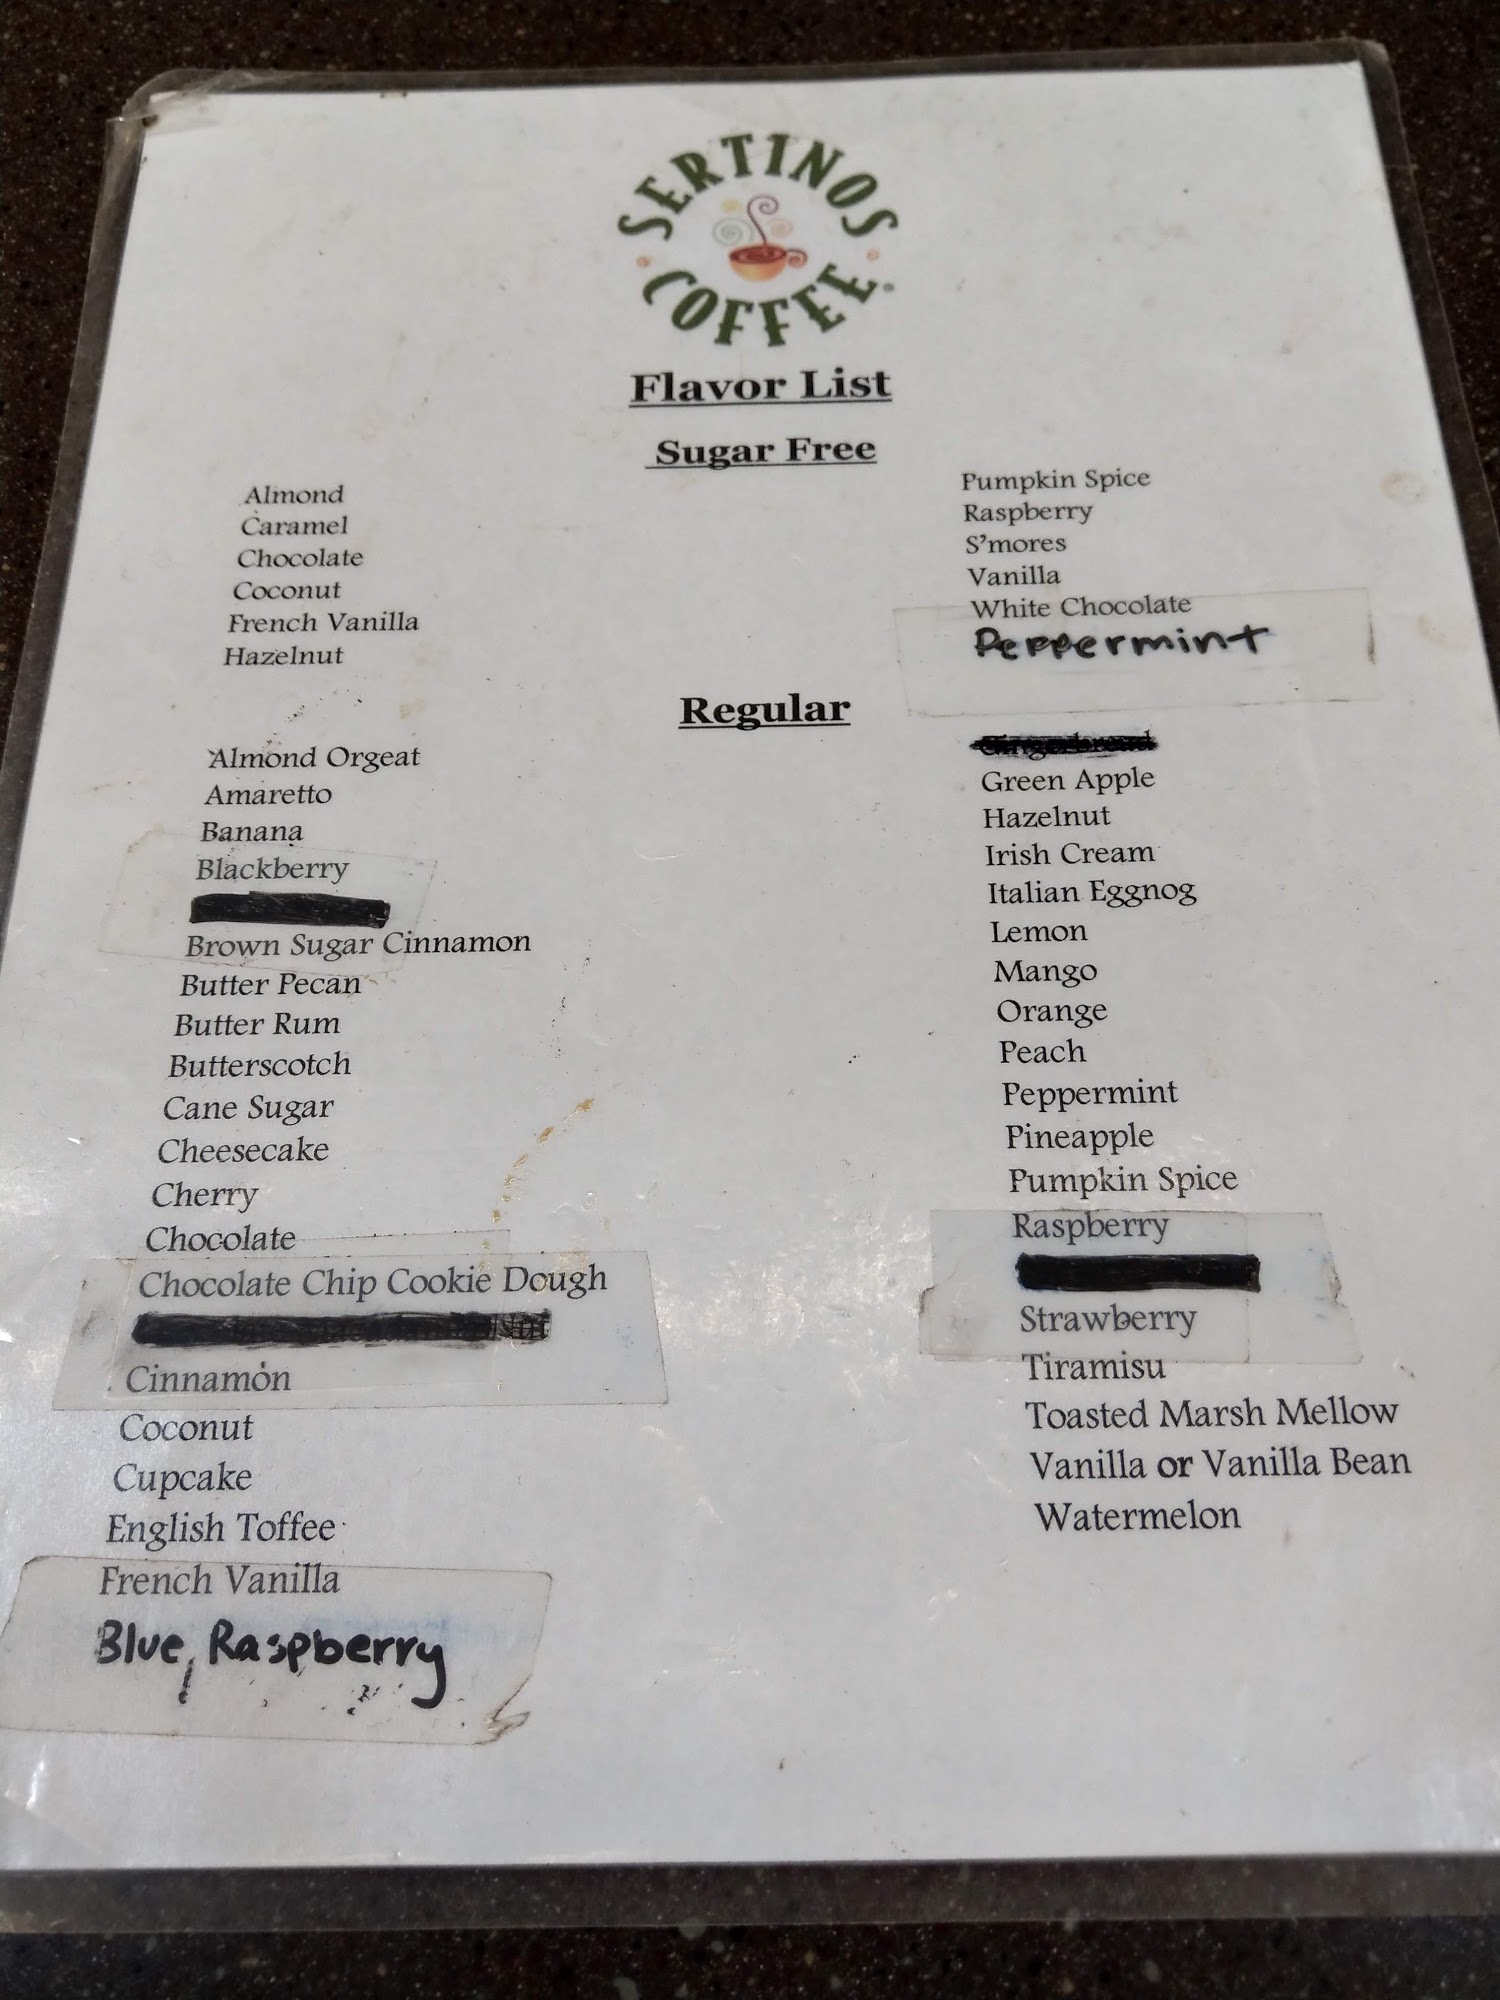 SERTINOS
COFFEE
Flavor List
Sugar Free
Almond
Caramel
Chocolate
Coconut
French Vanilla
Hazelnut
Pumpkin Spice
Raspberry
S'mores
Vanilla
White Chocolate
Peppermint
Regular
Almond Orgeat
Amaretto
Banana
Blackberry
Brown Sugar Cinnamon
Butter Pecan
Butter Rum
Butterscotch
Cane Sugar
Cheesecake
Cherry
Chocolate
Chocolate Chip Cookie Dough
Nut
Cinnamon
Coconut
Cupcake
English Toffee
French Vanilla
Blue, Raspberry
Gingerbread
Green Apple
Hazelnut
Irish Cream
Italian Eggnog
Lemon
Mango
Orange
Peach
Peppermint
Pineapple
Pumpkin Spice
Raspberry
Strawberry
Tiramisu
Toasted Marsh Mellow
Vanilla or Vanilla Bean
Watermelon